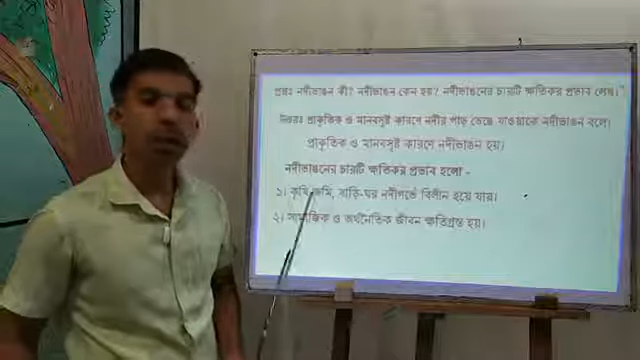 প্রশ্নঃ নদীভাঙন কী? নদীভাঙন কেন হয়? নদীভাঙনের চারটি ক্ষতিকর প্রভাব লেখ।
উত্তরঃ প্রাকৃতিক ও মানবসৃষ্ট কারণে নদীর পাড় ভেঙে যাওয়াকে নদীভাঙন বলে।
প্রাকৃতিক ও মানবসৃষ্ট কারণে নদীভাঙন হয়।
নদীভাঙনের চারটি ক্ষতিকর প্রভাব হলো -
১। কৃষি জমি, বাড়ি-ঘর নদীগর্ভে বিলীন হয়ে যায়।
২। সামাজিক ও অর্থনৈতিক জীবন ক্ষতিগ্রস্ত হয়।